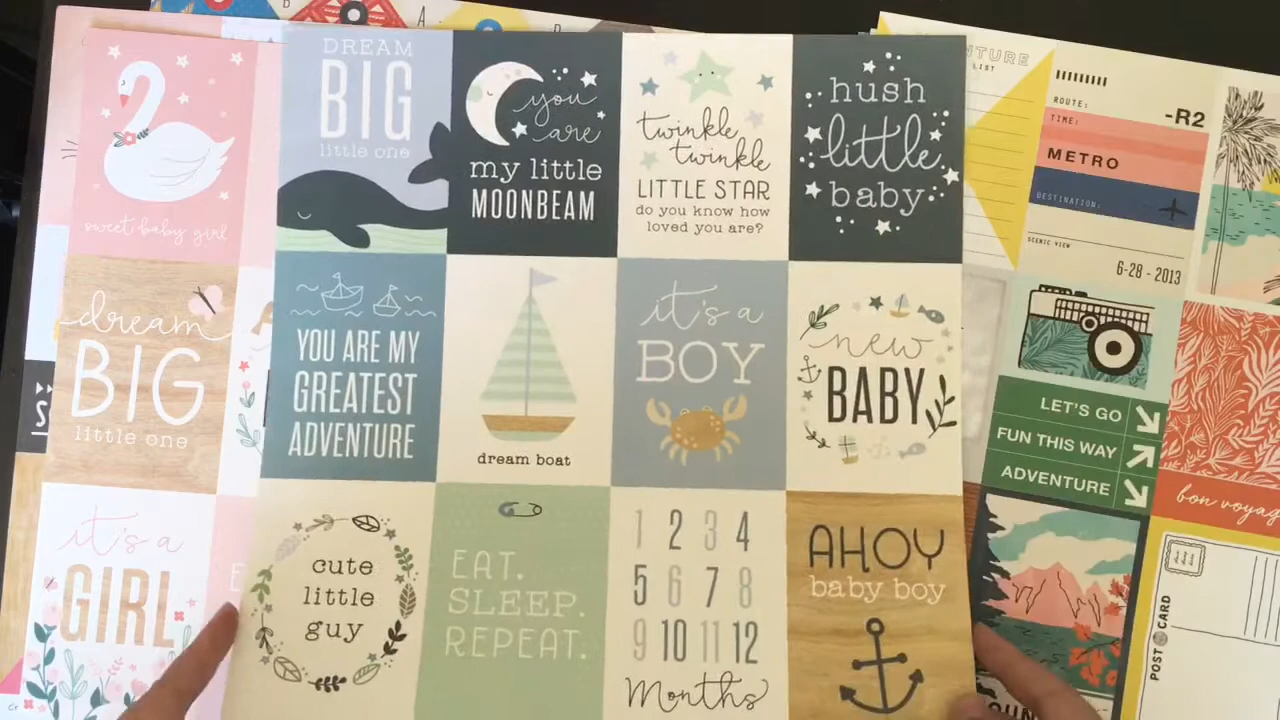 sweet baby girl
dream
BIG
little one
it's a
GIRL
DREAM
BIG
little one
you
are
my little
MOONBEAM
twinkle
twinkle
LITTLE STAR
do you know how
loved you are?
hush
little
baby
YOU ARE MY
GREATEST
ADVENTURE
dream boat
it's a
BOY
new
BABY
cute
little
guy
EAT.
SLEEP.
REPEAT.
1 2 3 4
5 6 7 8
9 10 11 12
Months
AHOY
baby boy
LIST
ROUTE:
-R2
TIME:
METRO
DESTINATION:
SCENIC VIEW
6-28-2013
LET'S GO
FUN THIS WAY
ADVENTURE
bon voyag
POST CARD